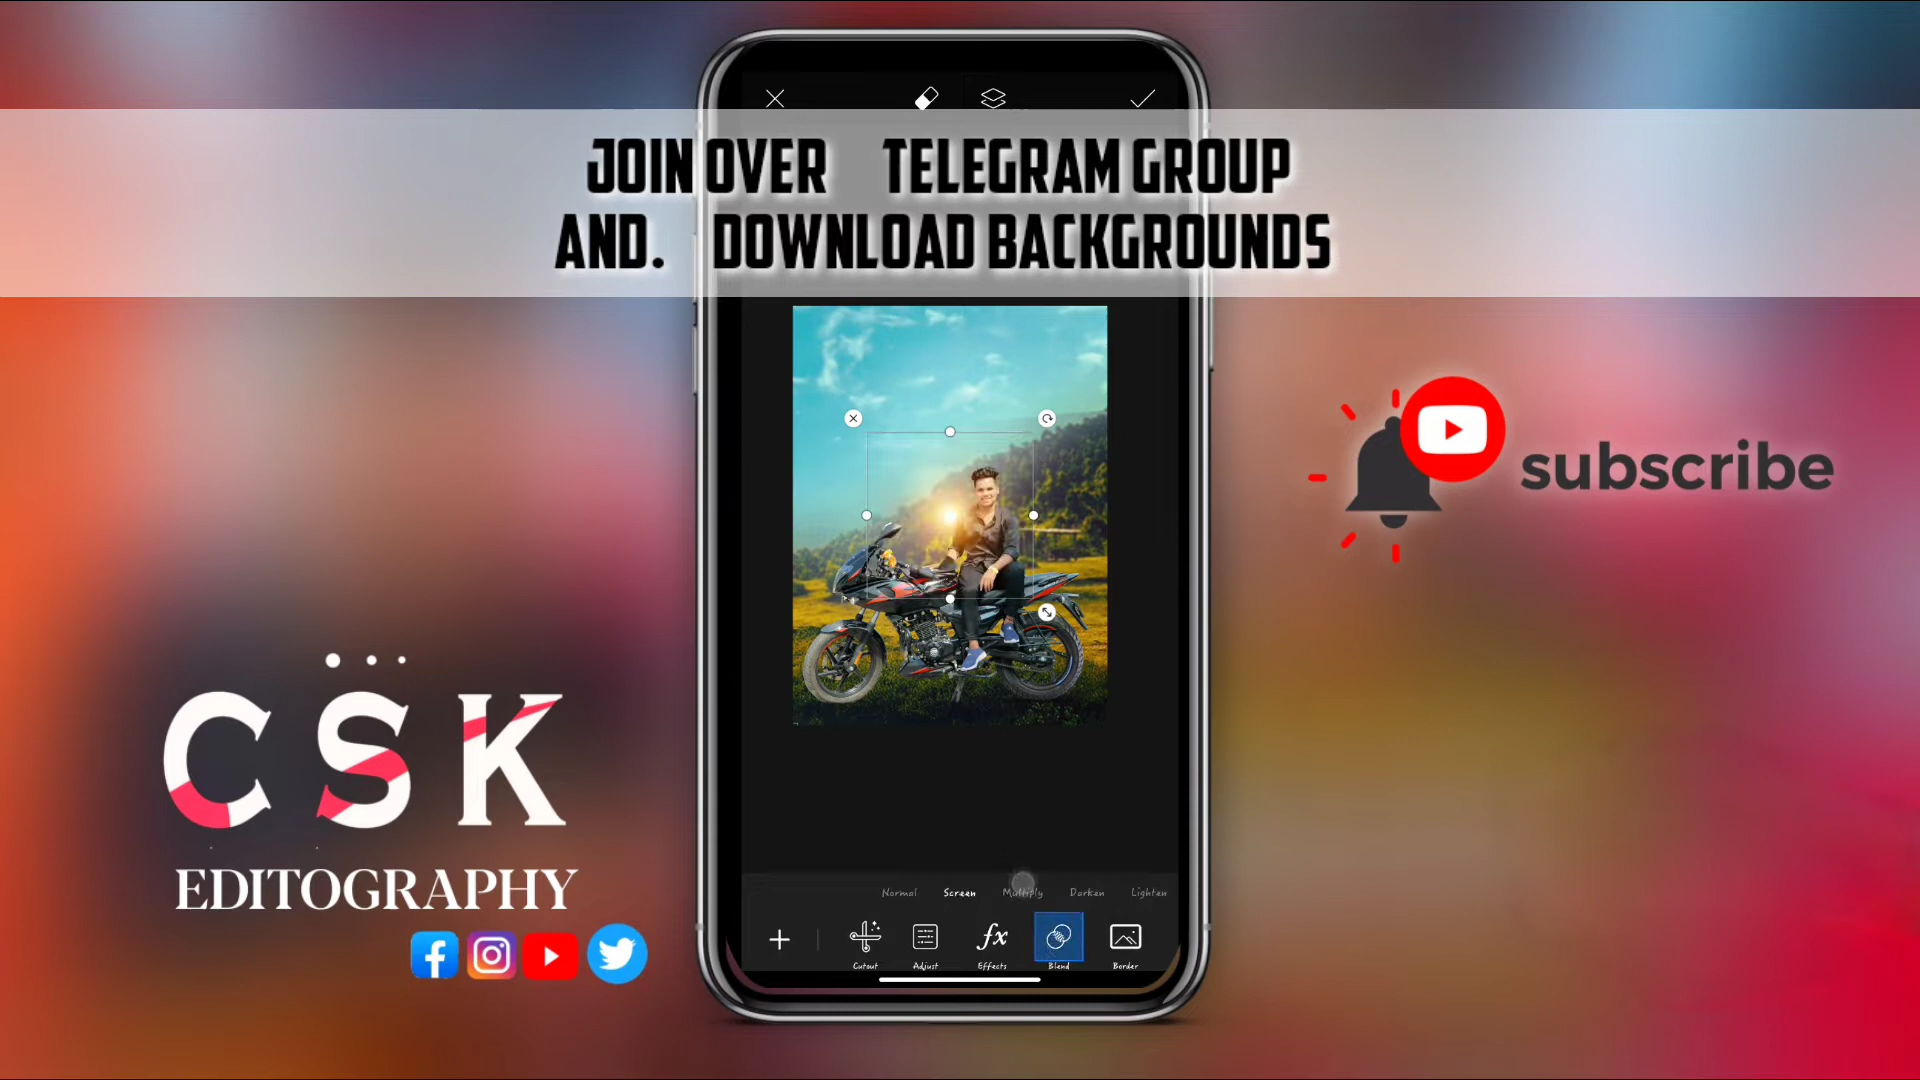 JOIN OVER TELEGRAM GROUP
AND. DOWNLOAD BACKGROUNDS
subscribe
CSK
EDITOGRAPHY
Normal Screen Multiply Darken Lighten
fx
Cutout Adjust Effects Blend Border